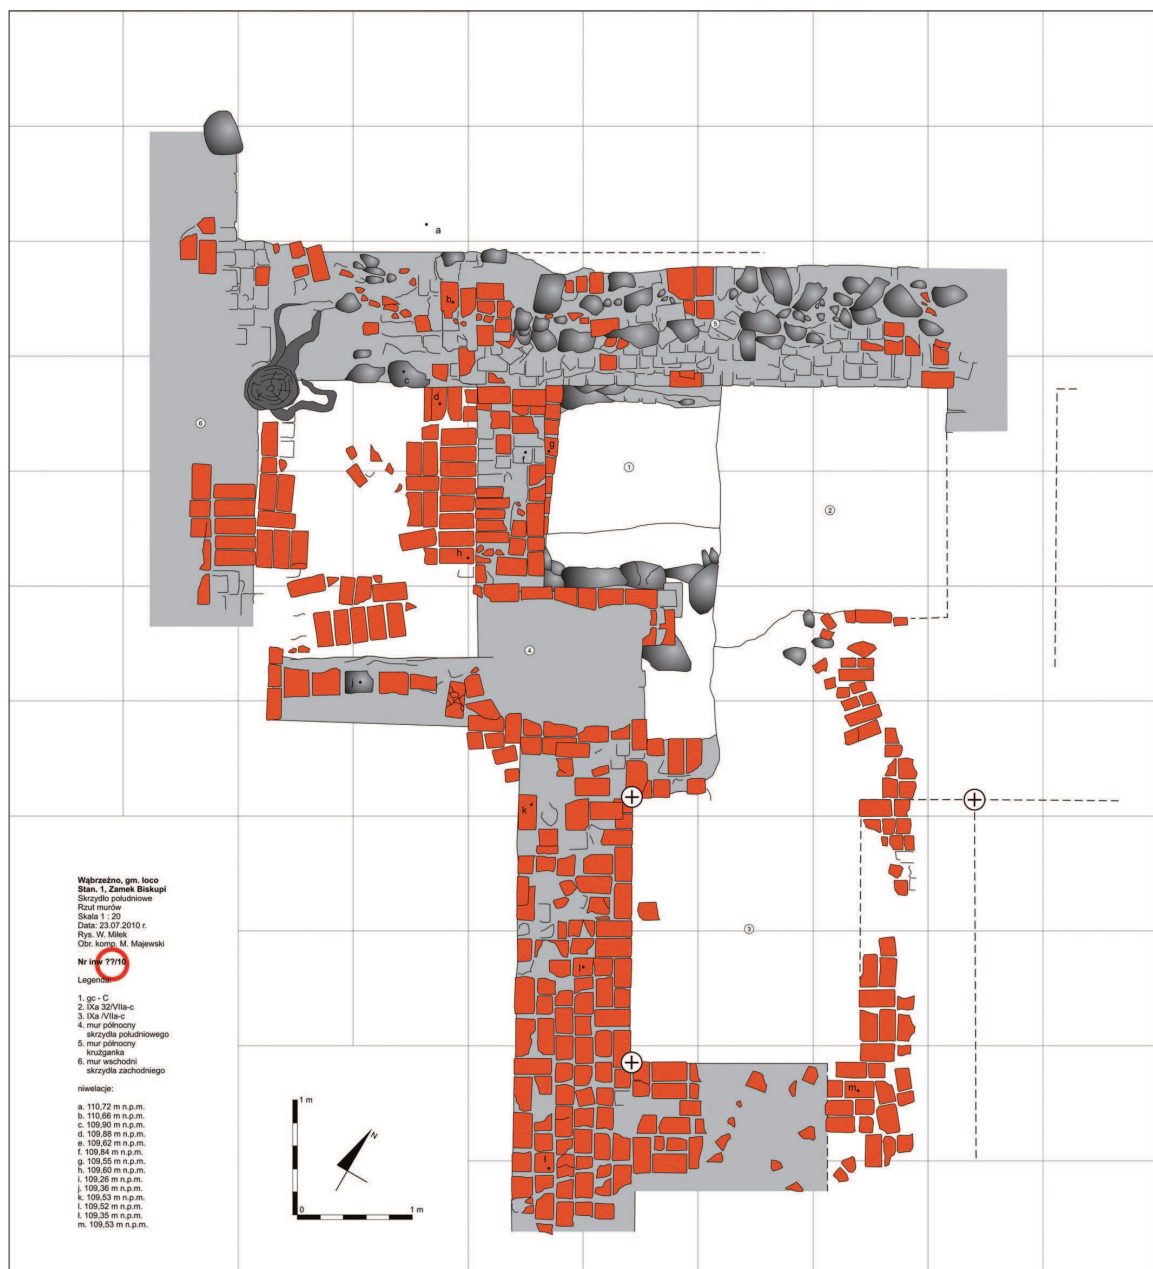 a
b
5
c
d
6
g
f
1
2
h
4
j
k
3
l
m
ł
Wąbrzeźno, gm. loco
Stan. 1, Zamek Biskupi
Skrzydło południowe
Rzut murów
Skala 1 : 20
Data: 23.07.2010 r.
Rys. W. Miłek
Obr. komp. M. Majewski
Nr inw ??/10
Legenda:
1. gc - C
2. IXa 32/VIIa-c
3. IXa /VIIa-c
4. mur północny
skrzydła południowego
5. mur północny
krużganka
6. mur wschodni
skrzydła zachodniego
niwelacje:
a. 110,72 m n.p.m.
b. 110,66 m n.p.m.
c. 109,90 m n.p.m.
d. 109,88 m n.p.m.
e. 109,62 m n.p.m.
f. 109,84 m n.p.m.
g. 109,55 m n.p.m.
h. 109,60 m n.p.m.
i. 109,26 m n.p.m.
j. 109,36 m n.p.m.
k. 109,53 m n.p.m.
l. 109,52 m n.p.m.
ł. 109,35 m n.p.m.
m. 109,53 m n.p.m.
1 m
N
0
1 m